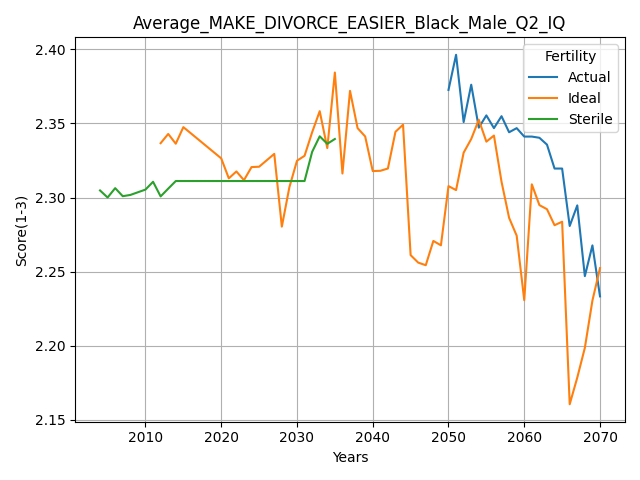 Average_MAKE_DIVORCE_EASIER_Black_Male_Q2_IQ
Fertility
Actual
Ideal
Sterile
Score(1-3)
2.40
2.35
2.30
2.25
2.20
2.15
2010
2020
2030
2040
2050
2060
2070
Years